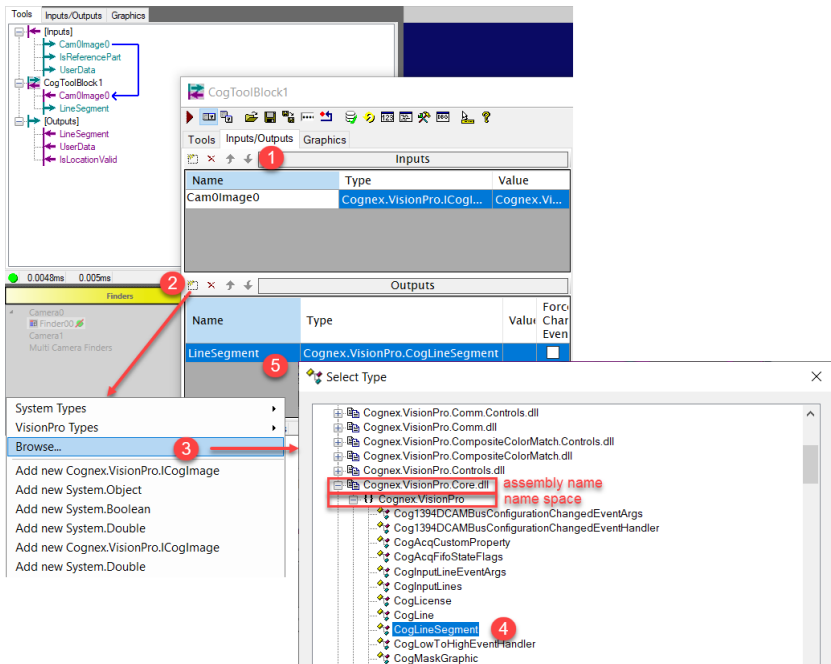 Tools Inputs/Outputs Graphics
[Inputs]
Cam0Image0
IsReferencePart
UserData
CogToolBlock1
Cam0Image0
LineSegment
[Outputs]
LineSegment
UserData
IsLocationValid
0.0048ms 0.005ms
Finders
Camera0
Finder00
Camera1
Multi Camera Finders
CogToolBlock1
Tools Inputs/Outputs Graphics
1
Inputs
Name Type Value
Cam0Image0 Cognex.VisionPro.ICogI... Cognex.Vi...
2
Outputs
Name Type Value
Force
Chan
Even
LineSegment Cognex.VisionPro.CogLineSegment
5
System Types
VisionPro Types
Browse...
3
Add new Cognex.VisionPro.ICogImage
Add new System.Object
Add new System.Boolean
Add new System.Double
Add new Cognex.VisionPro.ICogImage
Add new System.Double
Select Type
Cognex.VisionPro.Comm.Controls.dll
Cognex.VisionPro.Comm.dll
Cognex.VisionPro.CompositeColorMatch.Controls.dll
Cognex.VisionPro.CompositeColorMatch.dll
Cognex.VisionPro.Controls.dll
Cognex.VisionPro.Core.dll assembly name
{} Cognex.VisionPro name space
Cog1394DCAMBusConfigurationChangedEventArgs
Cog1394DCAMBusConfigurationChangedEventHandler
CogAcqCustomProperty
CogAcqFifoStateFlags
CogInputLineEventArgs
CogInputLines
CogLicense
CogLine
CogLineSegment 4
CogLowToHighEventHandler
CogMaskGraphic